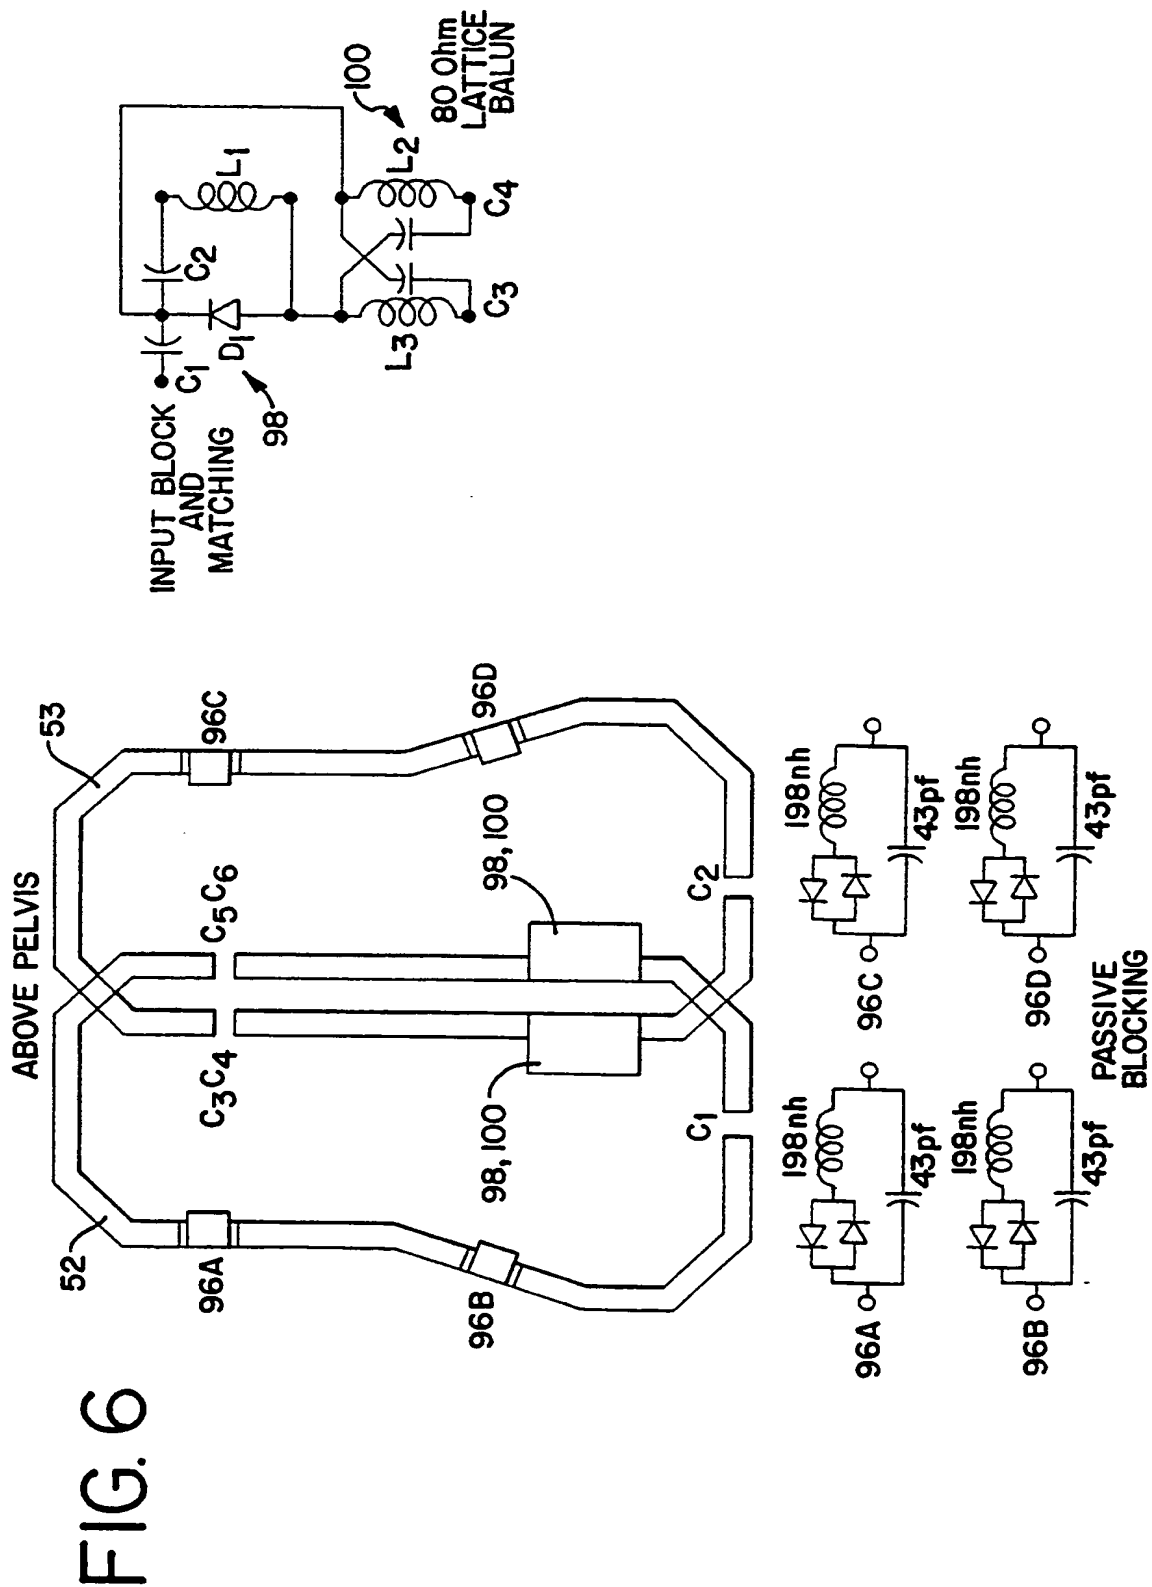 FIG. 6
ABOVE PELVIS
52
53
96A
96B
96C
96D
C3C4
C5C6
98,100
98,100
C1
C2
96A
198nh
43pf
96B
198nh
43pf
96C
198nh
43pf
96D
198nh
43pf
PASSIVE
BLOCKING
INPUT BLOCK
AND
MATCHING
C1
C2
L1
D1
98
L3
L2
C3
C4
100
80 Ohm
LATTICE
BALUN